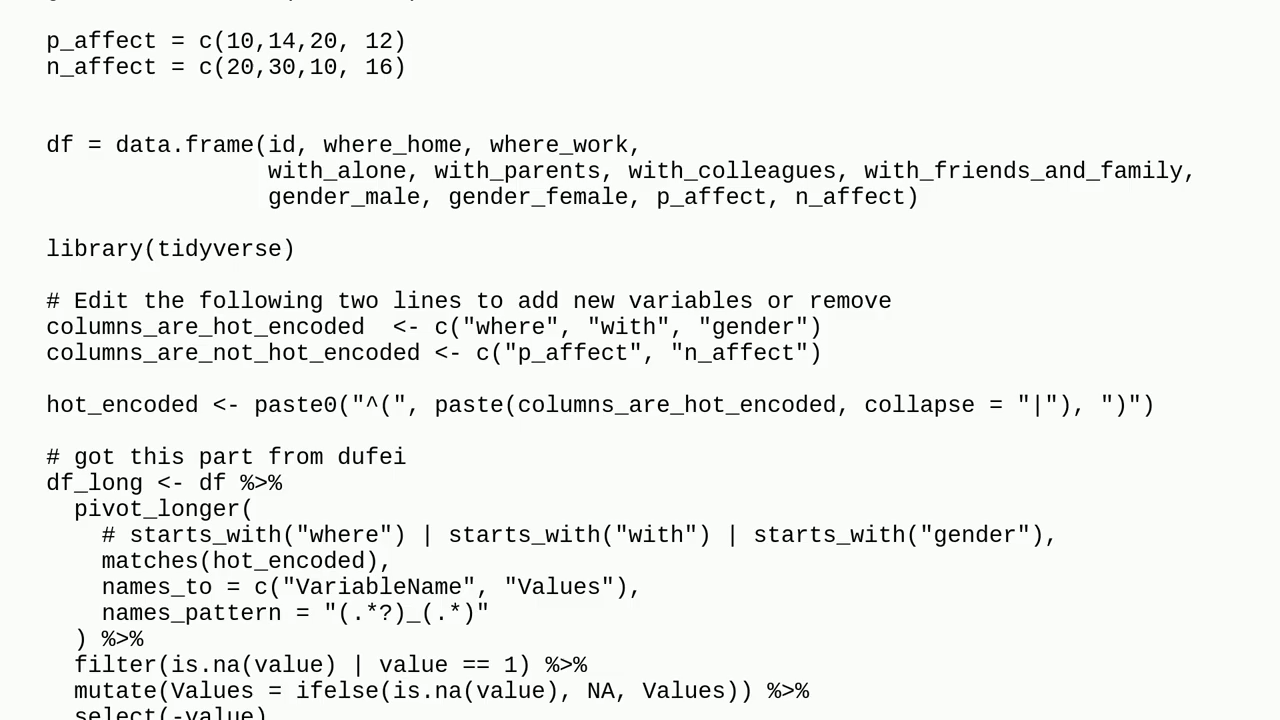 p_affect = c(10,14,20, 12)
n_affect = c(20,30,10, 16)
df = data.frame(id, where_home, where_work,
                with_alone, with_parents, with_colleagues, with_friends_and_family,
                gender_male, gender_female, p_affect, n_affect)
library(tidyverse)
# Edit the following two lines to add new variables or remove
columns_are_hot_encoded  <- c("where", "with", "gender")
columns_are_not_hot_encoded <- c("p_affect", "n_affect")
hot_encoded <- paste0("^(", paste(columns_are_hot_encoded, collapse = "|"), ")")
# got this part from dufei
df_long <- df %>%
  pivot_longer(
    # starts_with("where") | starts_with("with") | starts_with("gender"),
    matches(hot_encoded),
    names_to = c("VariableName", "Values"),
    names_pattern = "(.*?)_(.*)"
  ) %>%
  filter(is.na(value) | value == 1) %>%
  mutate(Values = ifelse(is.na(value), NA, Values)) %>%
  select(-value)